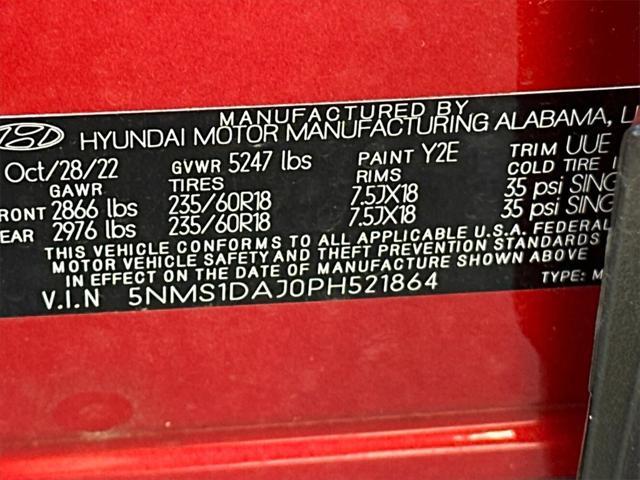 MANUFACTURED BY
HYUNDAI MOTOR MANUFACTURING ALABAMA,
Oct/28/22 GVWR 5247 lbs PAINT Y2E TRIM UUE
GAWR TIRES RIMS COLD TIRE
FRONT 2866 lbs 235/60R18 7.5JX18 35 psi SING
REAR 2976 lbs 235/60R18 7.5JX18 35 psi SING
THIS VEHICLE CONFORMS TO ALL APPLICABLE U.S.A. FEDERAL
MOTOR VEHICLE SAFETY AND THEFT PREVENTION STANDARDS
IN EFFECT ON THE DATE OF MANUFACTURE SHOWN ABOVE
V.I.N 5NMS1DAJ0PH521864 TYPE: M